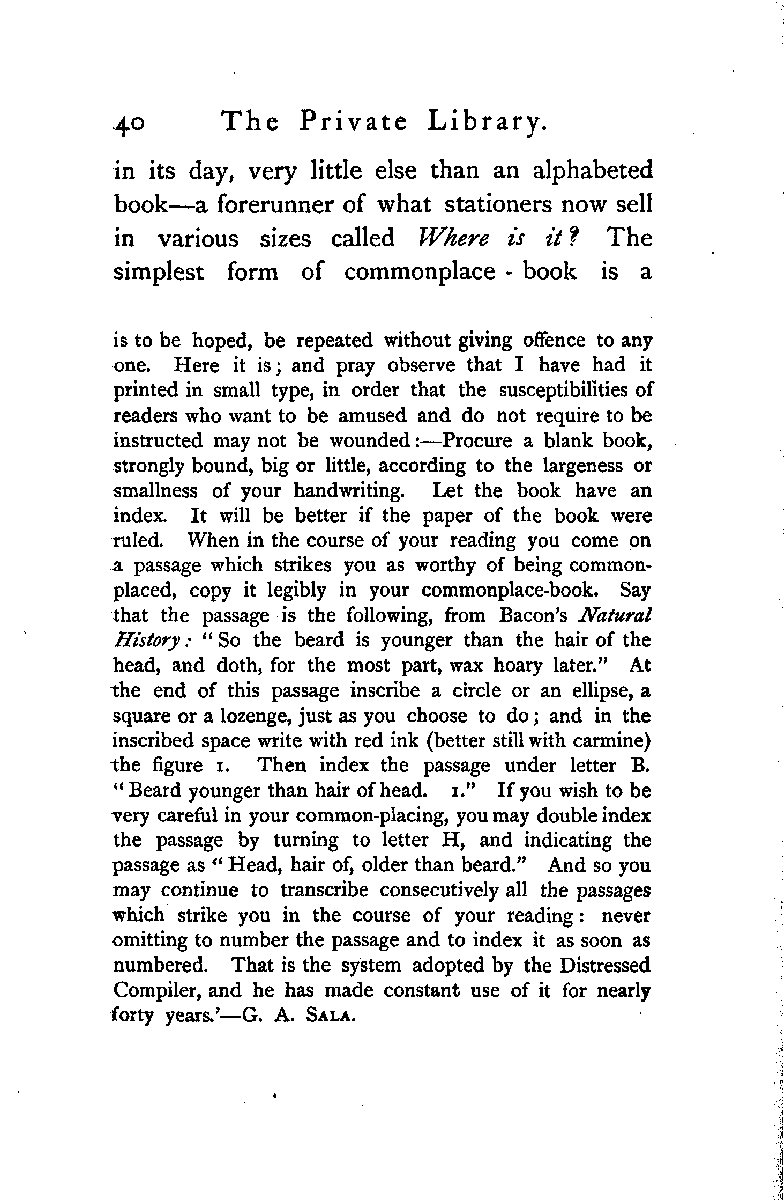 40 The Private Library.
in its day, very little else than an alphabeted
book—a forerunner of what stationers now sell
in various sizes called Where is it? The
simplest form of commonplace - book is a
is to be hoped, be repeated without giving offence to any
one. Here it is; and pray observe that I have had it
printed in small type, in order that the susceptibilities of
readers who want to be amused and do not require to be
instructed may not be wounded:—Procure a blank book,
strongly bound, big or little, according to the largeness or
smallness of your handwriting. Let the book have an
index. It will be better if the paper of the book were
ruled. When in the course of your reading you come on
a passage which strikes you as worthy of being common-
placed, copy it legibly in your commonplace-book. Say
that the passage is the following, from Bacon's Natural
History: "So the beard is younger than the hair of the
head, and doth, for the most part, wax hoary later." At
the end of this passage inscribe a circle or an ellipse, a
square or a lozenge, just as you choose to do; and in the
inscribed space write with red ink (better still with carmine)
the figure 1. Then index the passage under letter B.
"Beard younger than hair of head. 1." If you wish to be
very careful in your common-placing, you may double index
the passage by turning to letter H, and indicating the
passage as "Head, hair of, older than beard." And so you
may continue to transcribe consecutively all the passages
which strike you in the course of your reading: never
omitting to number the passage and to index it as soon as
numbered. That is the system adopted by the Distressed
Compiler, and he has made constant use of it for nearly
forty years.'—G. A. SALA.